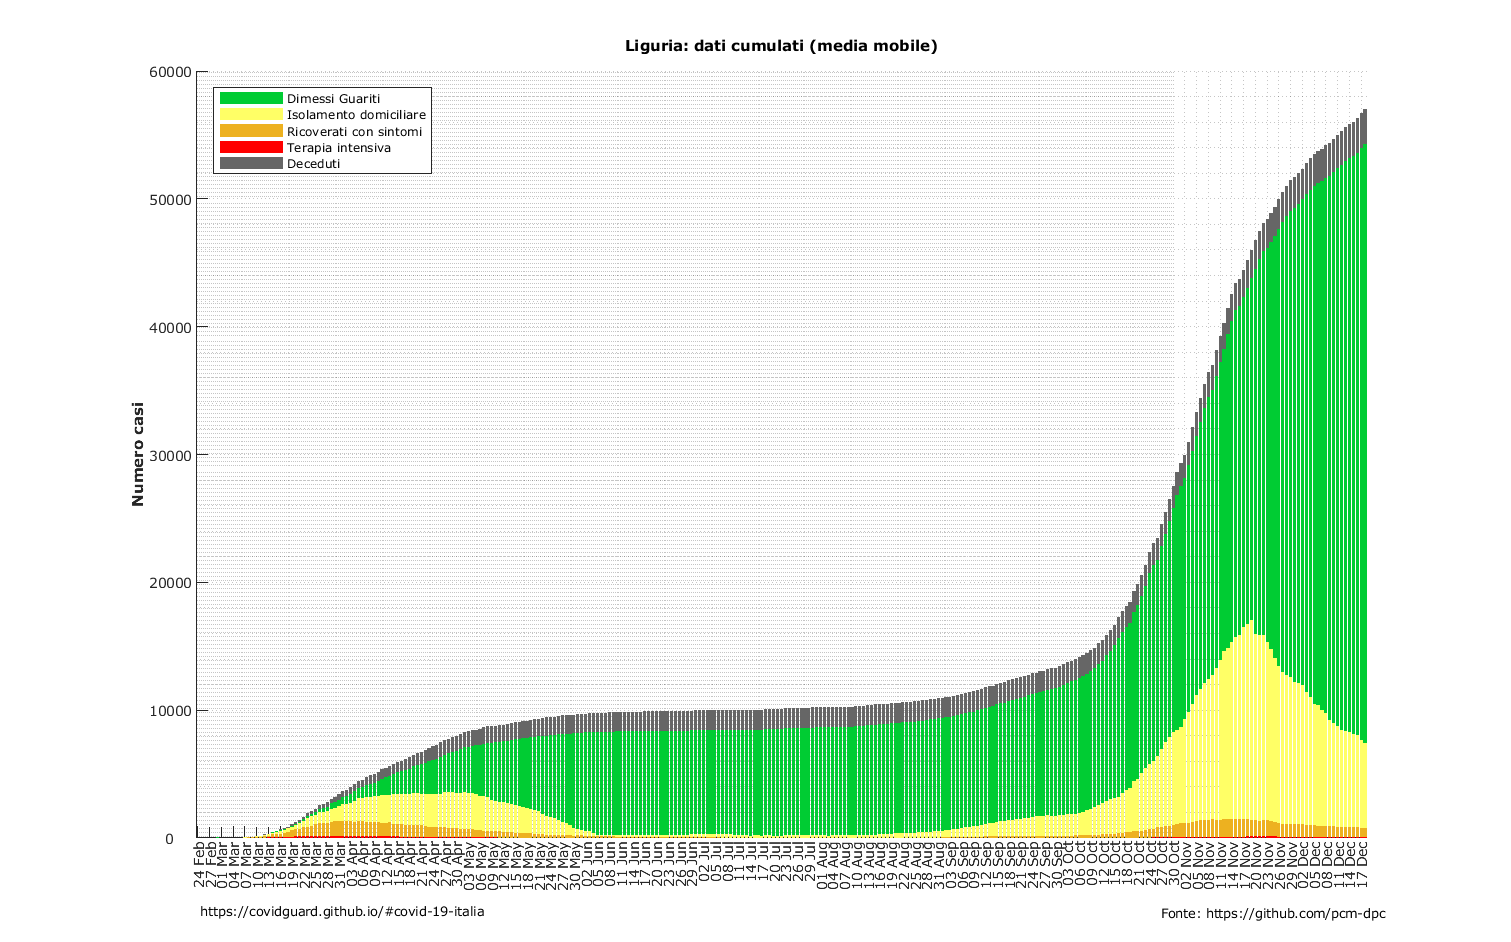 Liguria: dati cumulati (media mobile)
60000
50000
40000
30000
20000
10000
0
Numero casi
Dimessi Guariti
Isolamento domiciliare
Ricoverati con sintomi
Terapia intensiva
Deceduti
24 Feb
27 Feb
01 Mar
04 Mar
07 Mar
10 Mar
13 Mar
16 Mar
19 Mar
22 Mar
25 Mar
28 Mar
31 Mar
03 Apr
06 Apr
09 Apr
12 Apr
15 Apr
18 Apr
21 Apr
24 Apr
27 Apr
30 Apr
03 May
06 May
09 May
12 May
15 May
18 May
21 May
24 May
27 May
30 May
02 Jun
05 Jun
08 Jun
11 Jun
14 Jun
17 Jun
20 Jun
23 Jun
26 Jun
29 Jun
02 Jul
05 Jul
08 Jul
11 Jul
14 Jul
17 Jul
20 Jul
23 Jul
26 Jul
29 Jul
01 Aug
04 Aug
07 Aug
10 Aug
13 Aug
16 Aug
19 Aug
22 Aug
25 Aug
28 Aug
31 Aug
03 Sep
06 Sep
09 Sep
12 Sep
15 Sep
18 Sep
21 Sep
24 Sep
27 Sep
30 Sep
03 Oct
06 Oct
09 Oct
12 Oct
15 Oct
18 Oct
21 Oct
24 Oct
27 Oct
30 Oct
02 Nov
05 Nov
08 Nov
11 Nov
14 Nov
17 Nov
20 Nov
23 Nov
26 Nov
29 Nov
02 Dec
05 Dec
08 Dec
11 Dec
14 Dec
17 Dec
https://covidguard.github.io/#covid-19-italia
Fonte: https://github.com/pcm-dpc